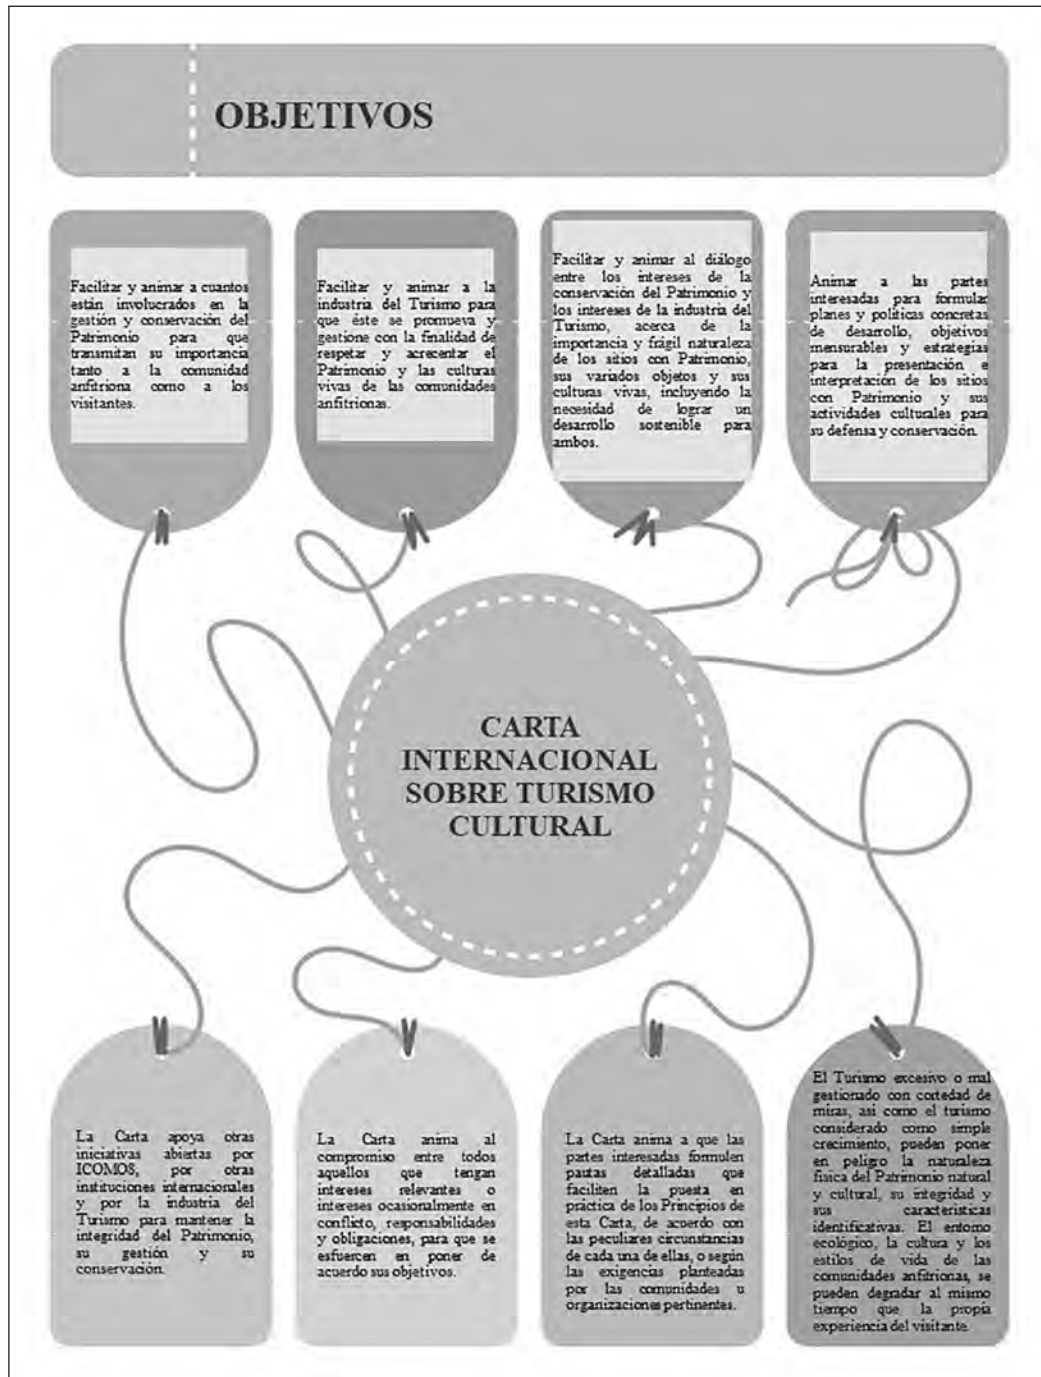 OBJETIVOS
Facilitar y animar a cuantos
están involucrados en la
gestión y conservación del
Patrimonio para que
transmitan su importancia
tanto a la comunidad
anfitriona como a los
visitantes.
Facilitar y animar a la
industria del Turismo para
que éste se promueva y
gestione con la finalidad de
respetar y acrecentar el
Patrimonio y las culturas
vivas de las comunidades
anfitrionas.
Facilitar y animar al diálogo
entre los intereses de la
conservación del Patrimonio y
los intereses de la industria del
Turismo, acerca de la
importancia y frágil naturaleza
de los sitios con Patrimonio,
sus variados objetos y sus
culturas vivas, incluyendo la
necesidad de lograr un
desarrollo sostenible para
ambos.
Animar a las partes
interesadas para formular
planes y políticas concretas
de desarrollo, objetivos
mensurables y estrategias
para la presentación e
interpretación de los sitios
con Patrimonio y sus
actividades culturales para
su defensa y conservación.
CARTA
INTERNACIONAL
SOBRE TURISMO
CULTURAL
La Carta apoya otras
iniciativas abiertas por
ICOMOS, por otras
instituciones internacionales
y por la industria del
Turismo para mantener la
integridad del Patrimonio,
su gestión y su
conservación.
La Carta anima al
compromiso entre todos
aquellos que tengan
intereses relevantes o
intereses ocasionalmente en
conflicto, responsabilidades
y obligaciones, para que se
esfuercen en poner de
acuerdo sus objetivos.
La Carta anima a que las
partes interesadas formulen
pautas detalladas que
faciliten la puesta en
práctica de los Principios de
esta Carta, de acuerdo con
las peculiares circunstancias
de cada una de ellas, o según
las exigencias planteadas
por las comunidades u
organizaciones pertinentes.
El Turismo excesivo o mal
gestionado con cortedad de
miras, así como el turismo
considerado como simple
crecimiento, pueden poner
en peligro la naturaleza
física del Patrimonio natural
y cultural, su integridad y
sus características
identificativas. El entorno
ecológico, la cultura y los
estilos de vida de las
comunidades anfitrionas, se
pueden degradar al mismo
tiempo que la propia
experiencia del visitante.